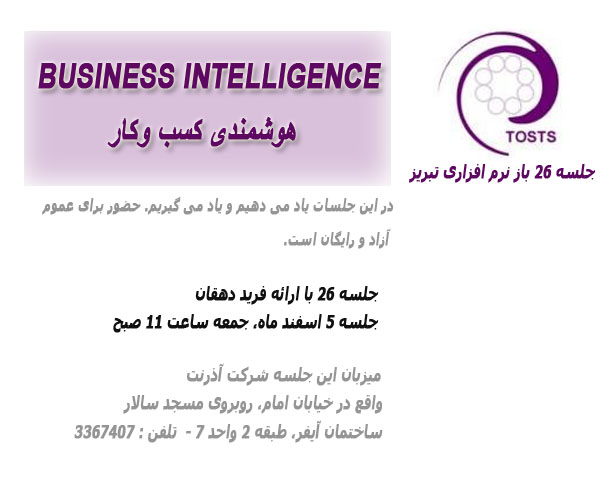 BUSINESS INTELLIGENCE
هوشمندی کسب وکار
TOSTS
جلسه 26 باز نرم افزاری تبریز
در این جلسات یاد می دهیم و یاد می گیریم. حضور برای عموم
آزاد و رایگان است.
جلسه 26 با ارائه فرید دهقان
جلسه 5 اسفند ماه، جمعه ساعت 11 صبح
میزبان این جلسه شرکت آذرنت
واقع در خیابان امام، روبروی مسجد سالار
ساختمان آیفر، طبقه 2 واحد 7 - تلفن : 3367407